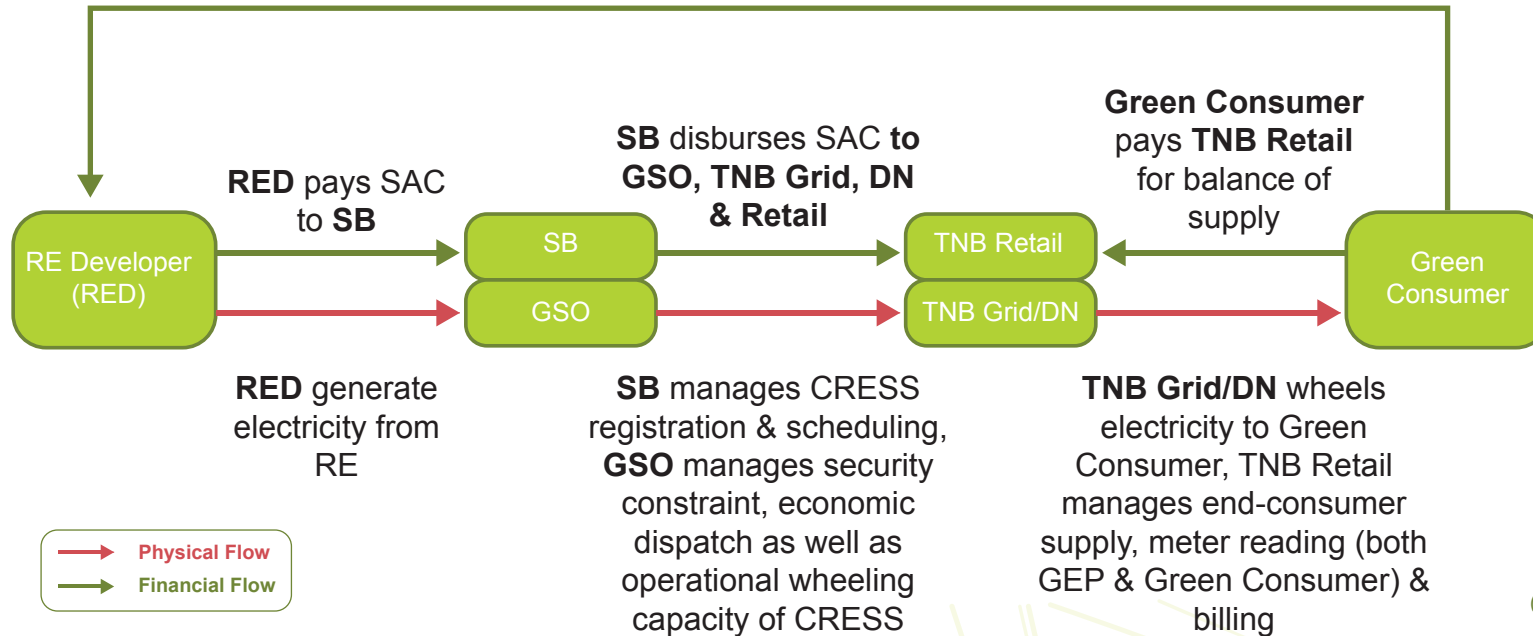 RED pays SAC
to SB
SB disburses SAC to
GSO, TNB Grid, DN
& Retail
Green Consumer
pays TNB Retail
for balance of
supply
RE Developer
(RED)
SB
GSO
TNB Retail
TNB Grid/DN
Green
Consumer
RED generate
electricity from
RE
SB manages CRESS
registration & scheduling,
GSO manages security
constraint, economic
dispatch as well as
operational wheeling
capacity of CRESS
TNB Grid/DN wheels
electricity to Green
Consumer, TNB Retail
manages end-consumer
supply, meter reading (both
GEP & Green Consumer) &
billing
Physical Flow
Financial Flow